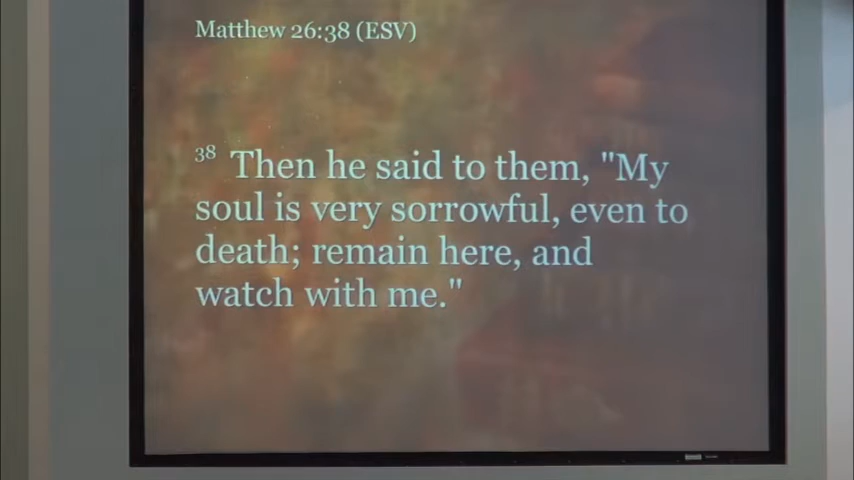 Matthew 26:38 (ESV)
38 Then he said to them, "My
soul is very sorrowful, even to
death; remain here, and
watch with me."